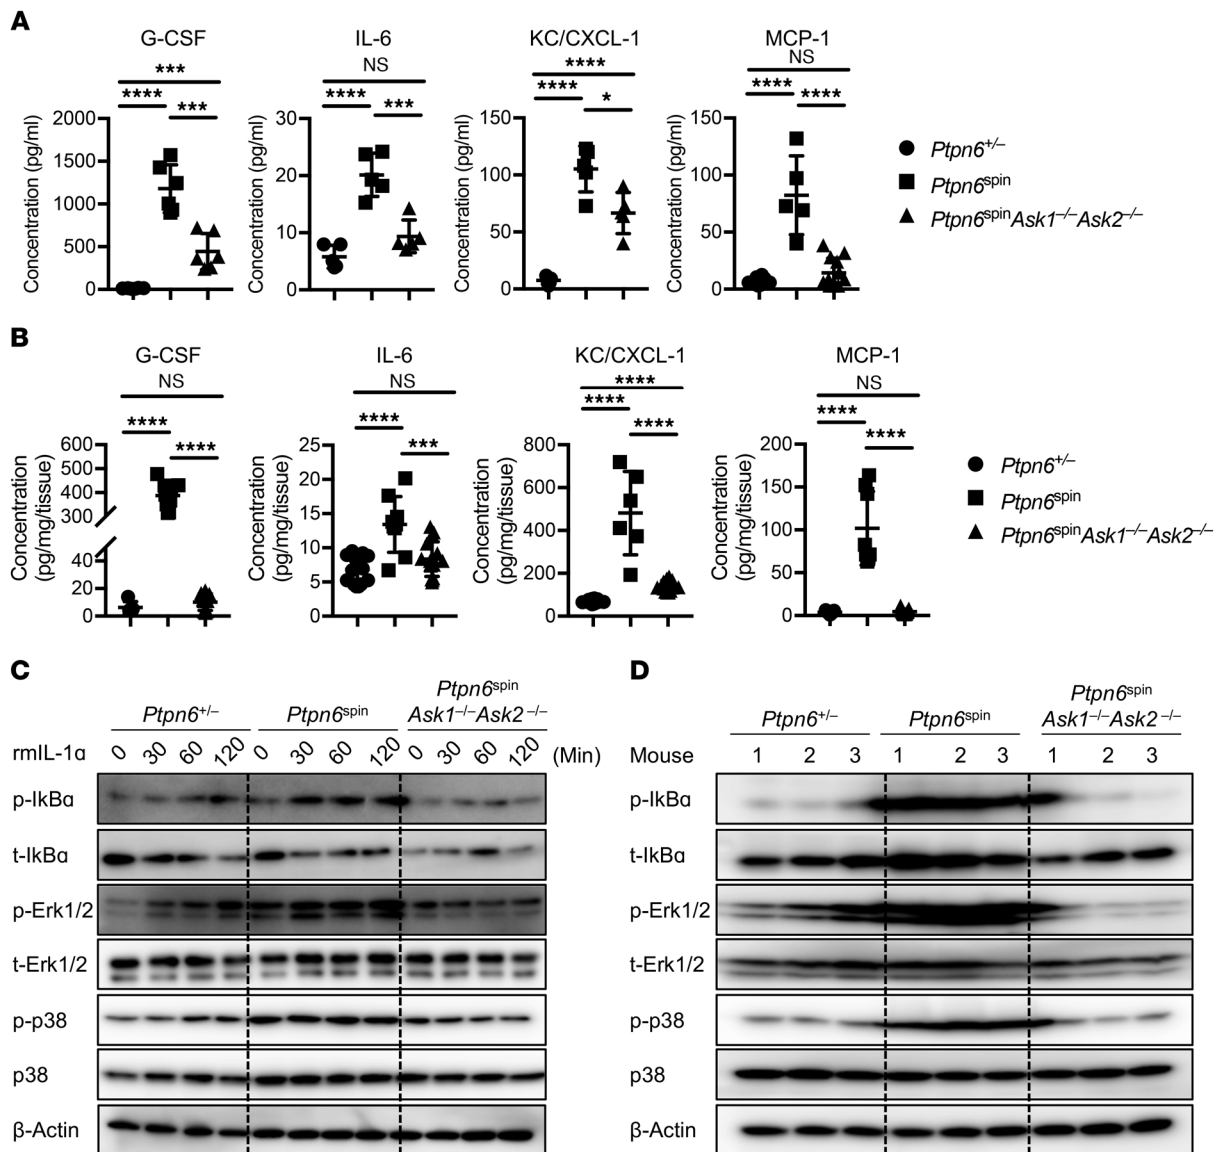 A
G-CSF IL-6 KC/CXCL-1 MCP-1
*** NS **** NS
**** *** **** *** **** * **** ****
Concentration (pg/ml)
2000
1500
1000
500
0
Concentration (pg/ml)
30
20
10
0
Concentration (pg/ml)
150
100
50
0
Concentration (pg/ml)
150
100
50
0
Ptpn6+/–
Ptpn6spin
Ptpn6spinAsk1–/–Ask2–/–
B
G-CSF IL-6 KC/CXCL-1 MCP-1
NS NS **** NS
**** **** **** *** **** **** **** ****
Concentration
(pg/mg/tissue)
600
500
400
300
40
20
0
Concentration
(pg/mg/tissue)
25
20
15
10
5
0
Concentration
(pg/mg/tissue)
800
600
400
200
0
Concentration
(pg/mg/tissue)
200
150
100
50
0
Ptpn6+/–
Ptpn6spin
Ptpn6spinAsk1–/–Ask2–/–
C
Ptpn6+/– Ptpn6spin Ptpn6spin
Ask1–/–Ask2 –/–
rmIL-1α 0 30 60 120 0 30 60 120 0 30 60 120 (Min)
p-IkBα
t-IkBα
p-Erk1/2
t-Erk1/2
p-p38
p38
β-Actin
D
Ptpn6+/– Ptpn6spin Ptpn6spin
Ask1–/–Ask2 –/–
Mouse 1 2 3 1 2 3 1 2 3
p-IkBα
t-IkBα
p-Erk1/2
t-Erk1/2
p-p38
p38
β-Actin